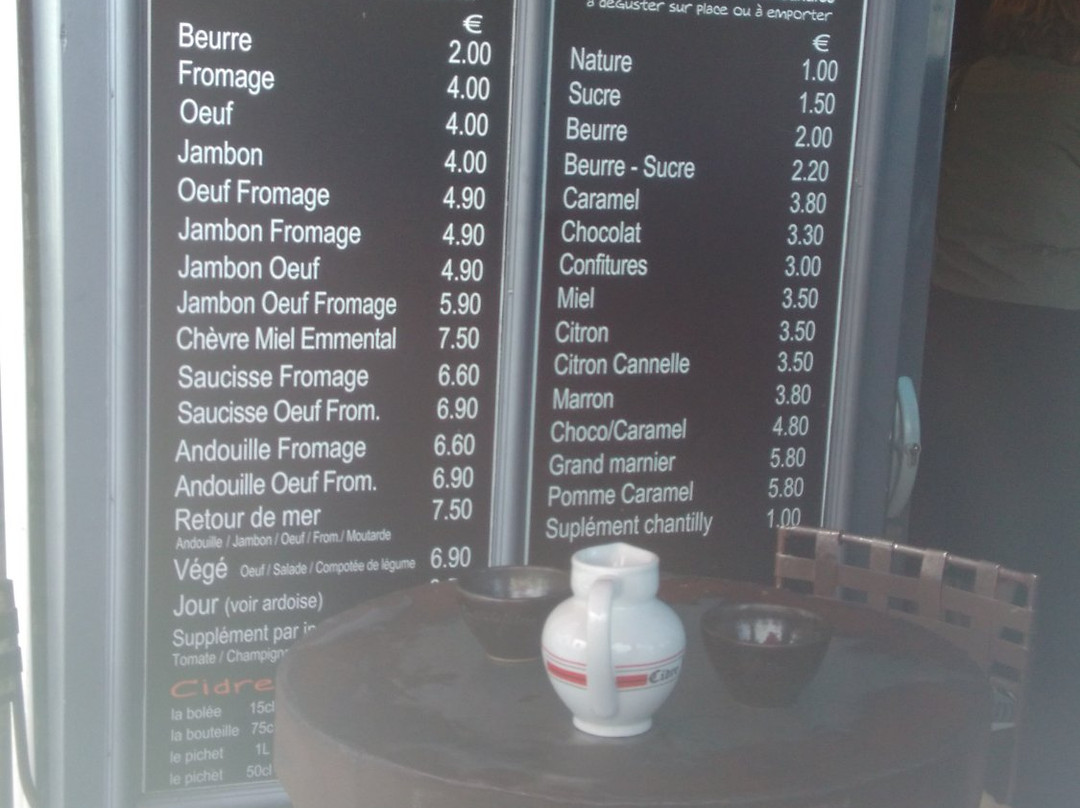 €
Beurre 2.00
Fromage 4.00
Oeuf 4.00
Jambon 4.00
Oeuf Fromage 4.90
Jambon Fromage 4.90
Jambon Oeuf 4.90
Jambon Oeuf Fromage 5.90
Chèvre Miel Emmental 7.50
Saucisse Fromage 6.60
Saucisse Oeuf From. 6.90
Andouille Fromage 6.60
Andouille Oeuf From. 6.90
Retour de mer 7.50
Andouille / Jambon / Oeuf / From./ Moutarde
Végé Oeuf / Salade / Compotée de légume 6.90
Jour (voir ardoise)
Supplément par
Tomate /
Cidre
la bolée 15cl
la bouteille
le pichet 1L
le pichet 50cl
à déguster sur place ou à emporter
€
Nature 1.00
Sucre 1.50
Beurre 2.00
Beurre - Sucre 2.20
Caramel 3.80
Chocolat 3.30
Confitures 3.00
Miel 3.50
Citron 3.50
Citron Cannelle 3.50
Marron 3.80
Choco/Caramel 4.80
Grand marnier 5.80
Pomme Caramel 5.80
Suplément chantilly 1.00
Cidre